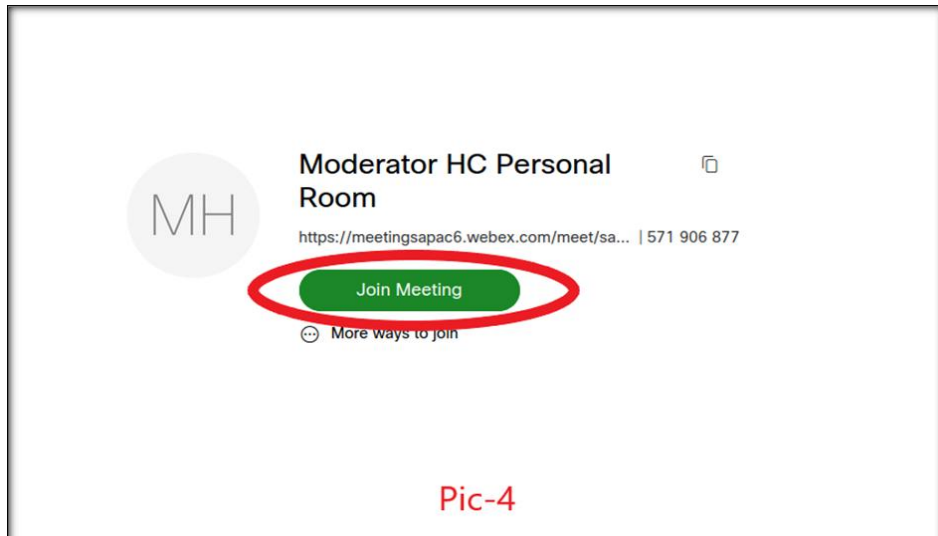 MH
Moderator HC Personal
Room
https://meetingsapac6.webex.com/meet/sa... | 571 906 877
Join Meeting
More ways to join
Pic-4